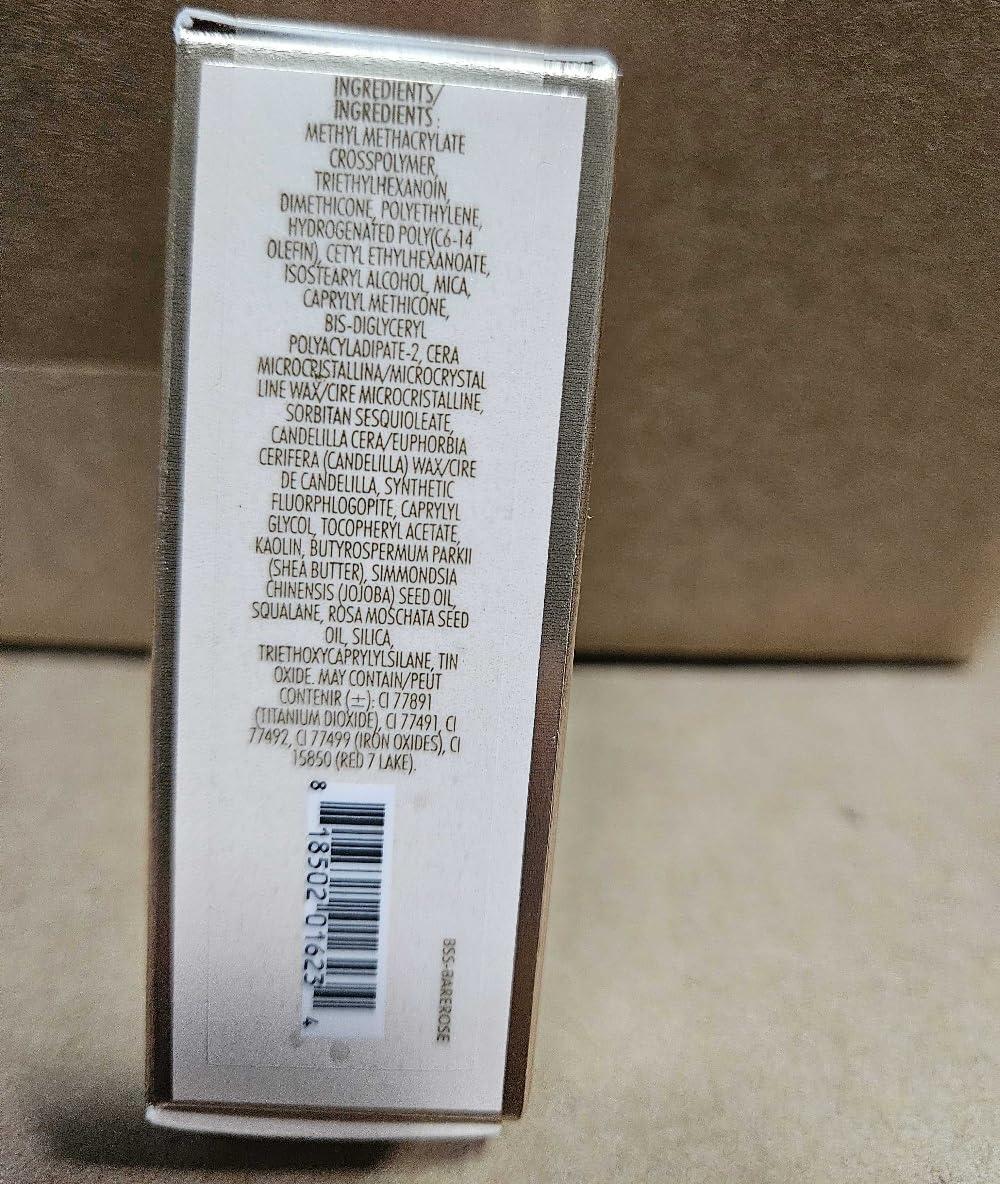 INGREDIENTS/
INGRÉDIENTS :
METHYL METHACRYLATE
CROSSPOLYMER,
TRIETHYLHEXANOIN,
DIMETHICONE, POLYETHYLENE,
HYDROGENATED POLY(C6-14
OLEFIN), CETYL ETHYLHEXANOATE,
ISOSTEARYL ALCOHOL, MICA,
CAPRYLYL METHICONE,
BIS-DIGLYCERYL
POLYACYLADIPATE-2, CERA
MICROCRISTALLINA/MICROCRYSTAL
LINE WAX/CIRE MICROCRISTALLINE,
SORBITAN SESQUIOLEATE,
CANDELILLA CERA/EUPHORBIA
CERIFERA (CANDELILLA) WAX/CIRE
DE CANDELILLA, SYNTHETIC
FLUORPHLOGOPITE, CAPRYLYL
GLYCOL, TOCOPHERYL ACETATE,
KAOLIN, BUTYROSPERMUM PARKII
(SHEA BUTTER), SIMMONDSIA
CHINENSIS (JOJOBA) SEED OIL,
SQUALANE, ROSA MOSCHATA SEED
OIL, SILICA,
TRIETHOXYCAPRYLYLSILANE, TIN
OXIDE. MAY CONTAIN/PEUT
CONTENIR (±): CI 77891
(TITANIUM DIOXIDE), CI 77491, CI
77492, CI 77499 (IRON OXIDES), CI
15850 (RED 7 LAKE).
8 18502 01623 4
BSS-BAREROSE